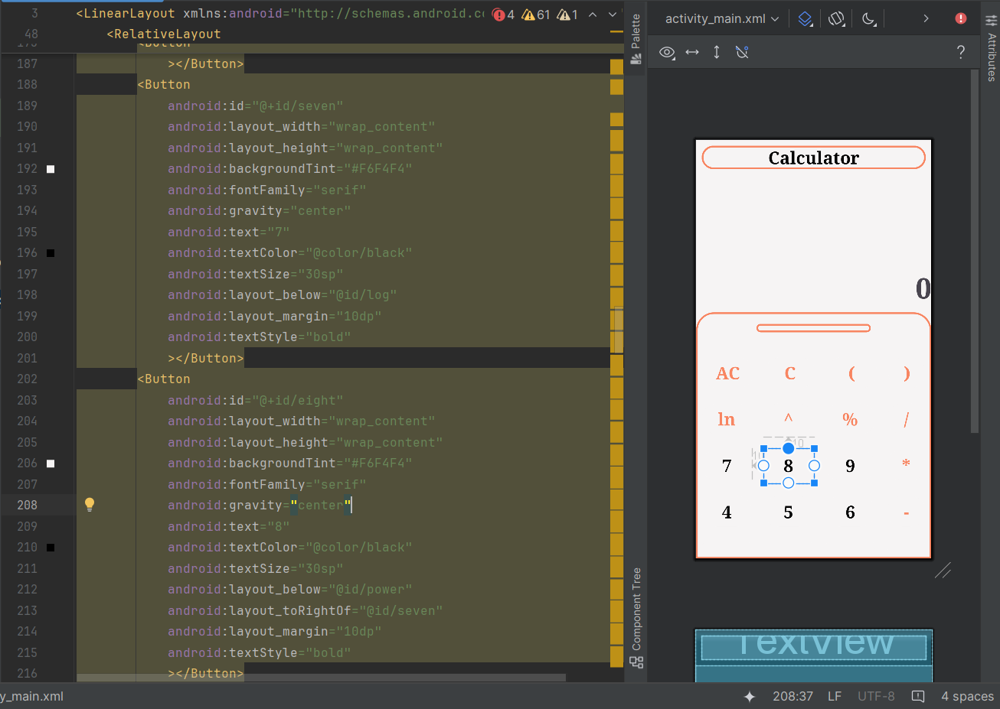 3 <LinearLayout xmlns:android="http://schemas.android.co 4 61 1
48 <RelativeLayout
<Button
187 ></Button>
188 <Button
189 android:id="@+id/seven"
190 android:layout_width="wrap_content"
191 android:layout_height="wrap_content"
192 android:backgroundTint="#F6F4F4"
193 android:fontFamily="serif"
194 android:gravity="center"
195 android:text="7"
196 android:textColor="@color/black"
197 android:textSize="30sp"
198 android:layout_below="@id/log"
199 android:layout_margin="10dp"
200 android:textStyle="bold"
201 ></Button>
202 <Button
203 android:id="@+id/eight"
204 android:layout_width="wrap_content"
205 android:layout_height="wrap_content"
206 android:backgroundTint="#F6F4F4"
207 android:fontFamily="serif"
208 android:gravity="center"
209 android:text="8"
210 android:textColor="@color/black"
211 android:textSize="30sp"
212 android:layout_below="@id/power"
213 android:layout_toRightOf="@id/seven"
214 android:layout_margin="10dp"
215 android:textStyle="bold"
216 ></Button>
Palette
Component Tree
activity_main.xml
?
Attributes
Calculator
0
AC C ( )
ln ^ % /
10
7 8 9 *
4 5 6 -
TextView
y_main.xml 208:37 LF UTF-8 4 spaces